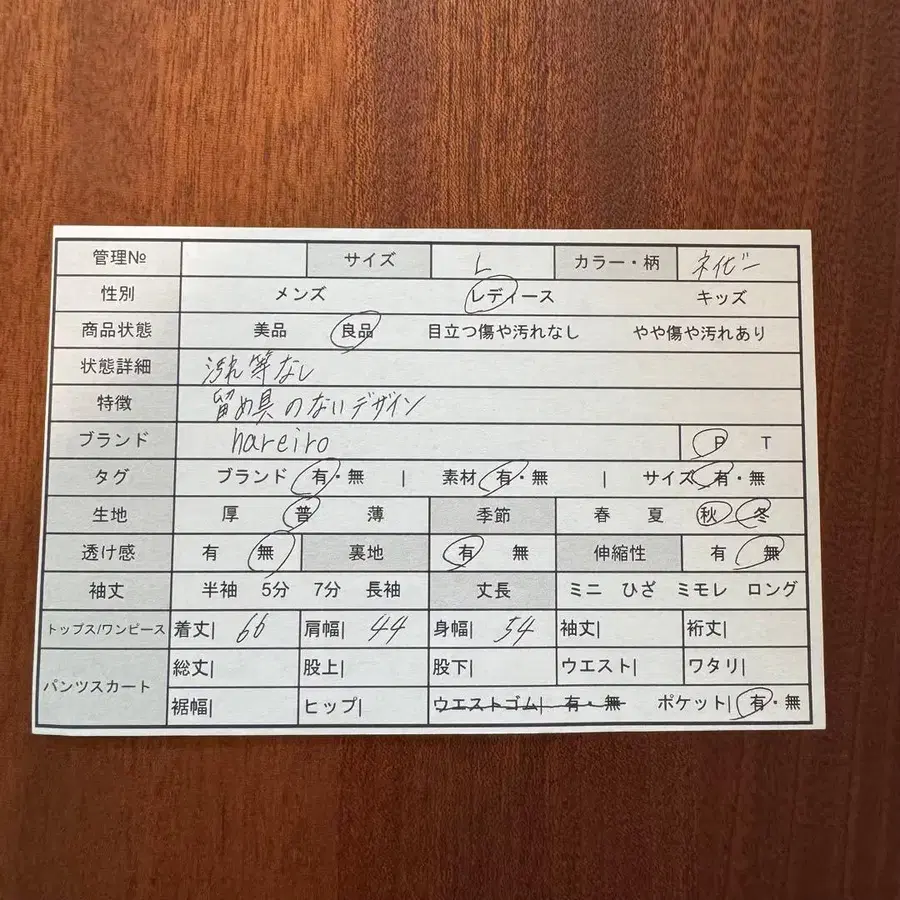 管理№ サイズ L カラー・柄 ネイビー
性別 メンズ レディース キッズ
商品状態 美品 良品 目立つ傷や汚れなし やや傷や汚れあり
状態詳細 汚れ等なし
特徴 留め具のないデザイン
ブランド hareiro P T
タグ ブランド 有・無 | 素材 有・無 | サイズ 有・無
生地 厚 普 薄 季節 春 夏 秋 冬
透け感 有 無 裏地 有 無 伸縮性 有 無
袖丈 半袖 5分 7分 長袖 丈長 ミニ ひざ ミモレ ロング
トップス/ワンピース 着丈| 66 肩幅| 44 身幅| 54 袖丈| 裄丈|
パンツスカート 総丈| 股上| 股下| ウエスト| ワタリ|
裾幅| ヒップ| ウエストゴム| 有・無 ポケット| 有・無